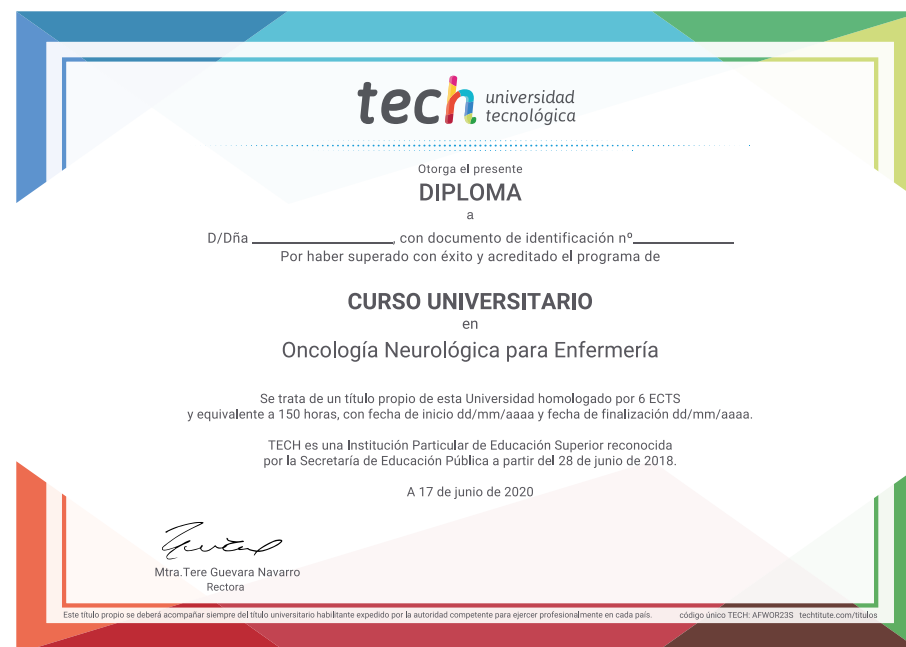 tech universidad
tecnológica
Otorga el presente
DIPLOMA
a
D/Dña ____________________, con documento de identificación nº______________
Por haber superado con éxito y acreditado el programa de
CURSO UNIVERSITARIO
en
Oncología Neurológica para Enfermería
Se trata de un título propio de esta Universidad homologado por 6 ECTS
y equivalente a 150 horas, con fecha de inicio dd/mm/aaaa y fecha de finalización dd/mm/aaaa.
TECH es una Institución Particular de Educación Superior reconocida
por la Secretaría de Educación Pública a partir del 28 de junio de 2018.
A 17 de junio de 2020
Mtra.Tere Guevara Navarro
Rectora
Este título propio se deberá acompañar siempre del título universitario habilitante expedido por la autoridad competente para ejercer profesionalmente en cada país. código único TECH: AFWOR23S techtitute.com/titulos